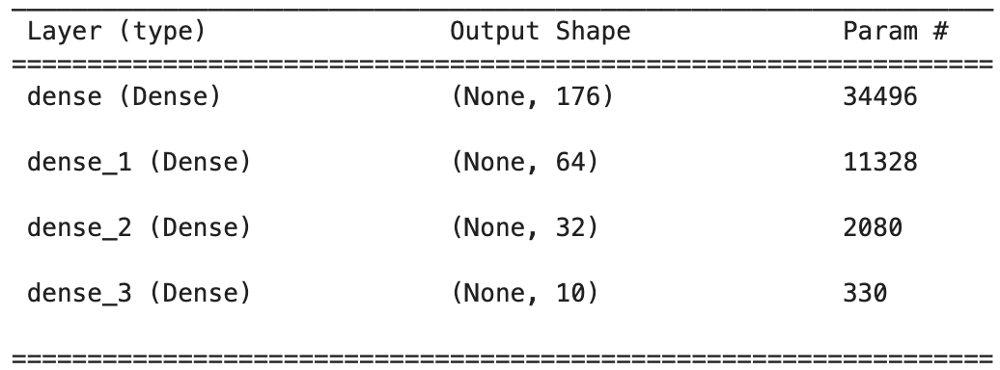 _________________________________________________________________
Layer (type)                Output Shape              Param #
=================================================================
dense (Dense)               (None, 176)               34496
dense_1 (Dense)             (None, 64)                11328
dense_2 (Dense)             (None, 32)                2080
dense_3 (Dense)             (None, 10)                330
=================================================================